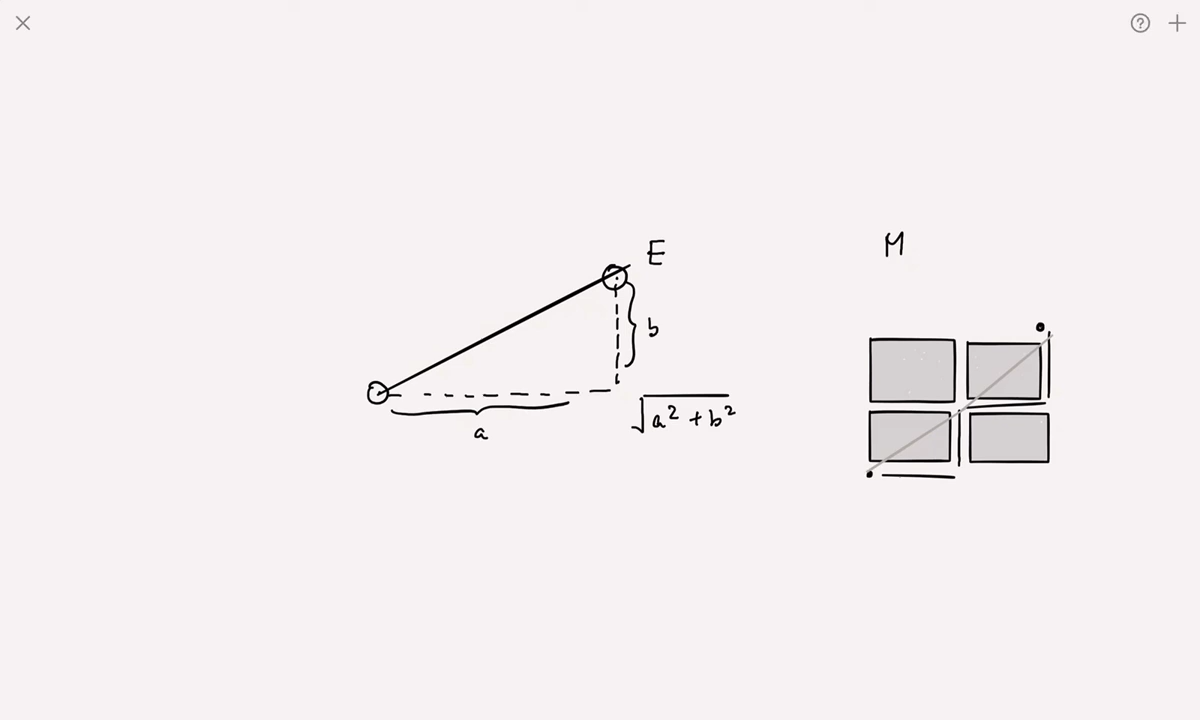 E
M
b
√(a² + b²)
a